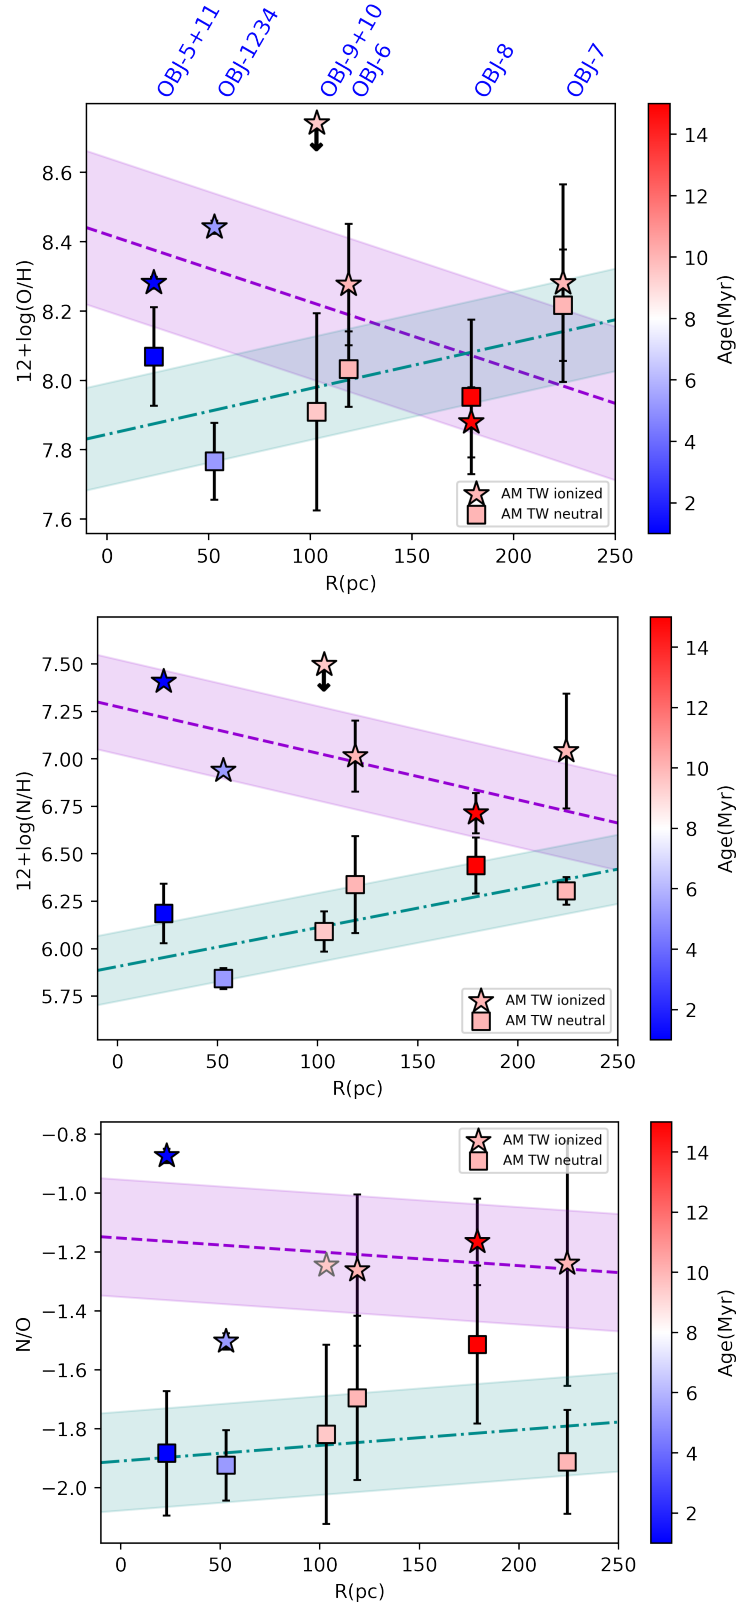 OBJ-5+11
OBJ-1234
OBJ-9+10
OBJ-6
OBJ-8
OBJ-7
8.6
8.4
8.2
8.0
7.8
7.6
12+log(O/H)
AM TW ionized
AM TW neutral
0 50 100 150 200 250
R(pc)
14
12
10
8
6
4
2
Age(Myr)
7.50
7.25
7.00
6.75
6.50
6.25
6.00
5.75
12+log(N/H)
AM TW ionized
AM TW neutral
0 50 100 150 200 250
R(pc)
14
12
10
8
6
4
2
Age(Myr)
−0.8
−1.0
−1.2
−1.4
−1.6
−1.8
−2.0
N/O
AM TW ionized
AM TW neutral
0 50 100 150 200 250
R(pc)
14
12
10
8
6
4
2
Age(Myr)